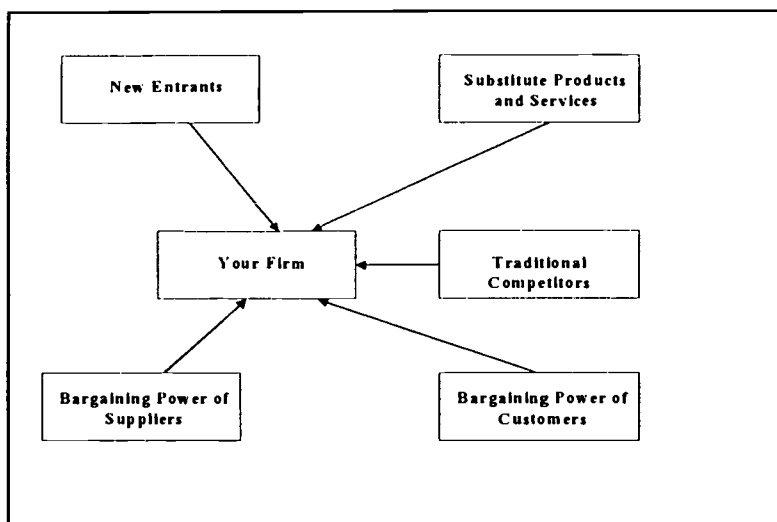 New Entrants
Substitute Products
and Services
Your Firm
Traditional
Competitors
Bargaining Power of
Suppliers
Bargaining Power of
Customers